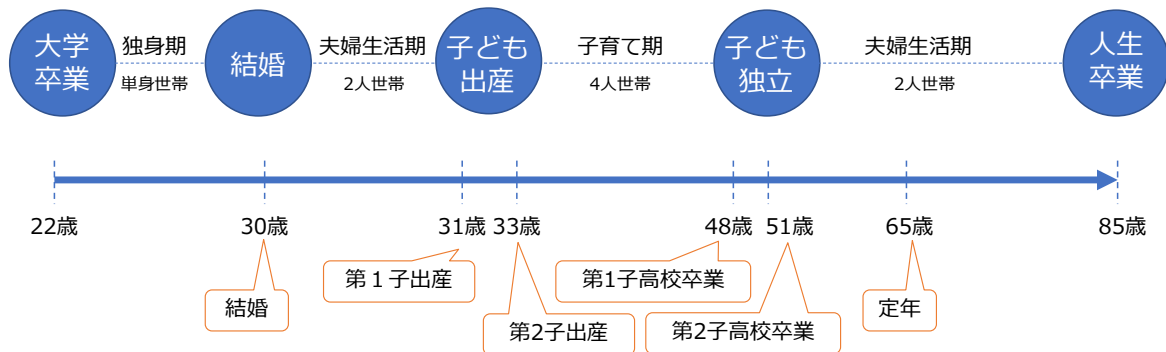 大学
卒業
独身期
単身世帯
結婚
夫婦生活期
2人世帯
子ども
出産
子育て期
4人世帯
子ども
独立
夫婦生活期
2人世帯
人生
卒業
22歳
30歳
31歳
33歳
48歳
51歳
65歳
85歳
結婚
第1子出産
第2子出産
第1子高校卒業
第2子高校卒業
定年